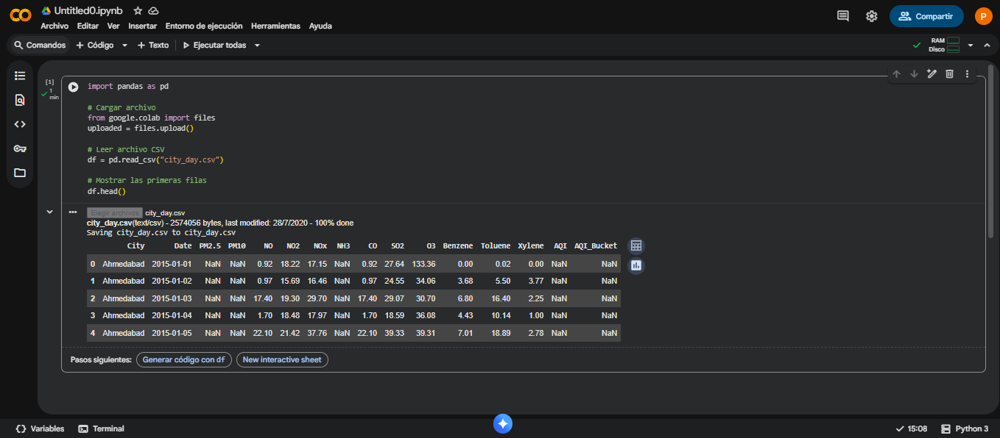 CO Untitled0.ipynb
Archivo Editar Ver Insertar Entorno de ejecución Herramientas Ayuda
Compartir
P
Comandos + Código + Texto Ejecutar todas
RAM
Disco
[1]
1
min
import pandas as pd
# Cargar archivo
from google.colab import files
uploaded = files.upload()
# Leer archivo CSV
df = pd.read_csv("city_day.csv")
# Mostrar las primeras filas
df.head()
Elegir archivos city_day.csv
city_day.csv(text/csv) - 2574056 bytes, last modified: 28/7/2020 - 100% done
Saving city_day.csv to city_day.csv
City Date PM2.5 PM10 NO NO2 NOx NH3 CO SO2 O3 Benzene Toluene Xylene AQI AQI_Bucket
0 Ahmedabad 2015-01-01 NaN NaN 0.92 18.22 17.15 NaN 0.92 27.64 133.36 0.00 0.02 0.00 NaN NaN
1 Ahmedabad 2015-01-02 NaN NaN 0.97 15.69 16.46 NaN 0.97 24.55 34.06 3.68 5.50 3.77 NaN NaN
2 Ahmedabad 2015-01-03 NaN NaN 17.40 19.30 29.70 NaN 17.40 29.07 30.70 6.80 16.40 2.25 NaN NaN
3 Ahmedabad 2015-01-04 NaN NaN 1.70 18.48 17.97 NaN 1.70 18.59 36.08 4.43 10.14 1.00 NaN NaN
4 Ahmedabad 2015-01-05 NaN NaN 22.10 21.42 37.76 NaN 22.10 39.33 39.31 7.01 18.89 2.78 NaN NaN
Pasos siguientes: Generar código con df New interactive sheet
Variables Terminal
15:08 Python 3